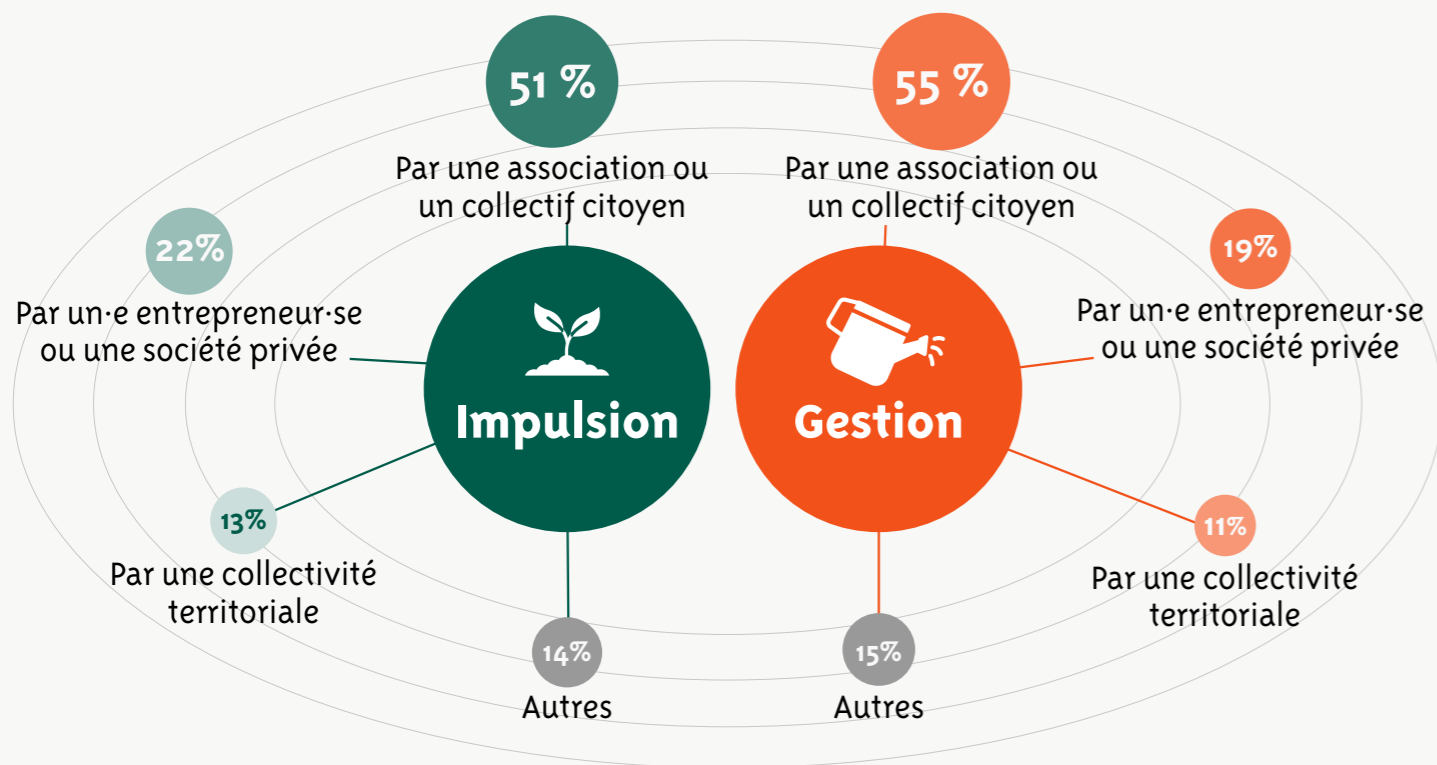 51 %
Par une association ou
un collectif citoyen
55 %
Par une association ou
un collectif citoyen
22%
Par un·e entrepreneur·se
ou une société privée
19%
Par un·e entrepreneur·se
ou une société privée
Impulsion
Gestion
13%
Par une collectivité
territoriale
11%
Par une collectivité
territoriale
14%
Autres
15%
Autres